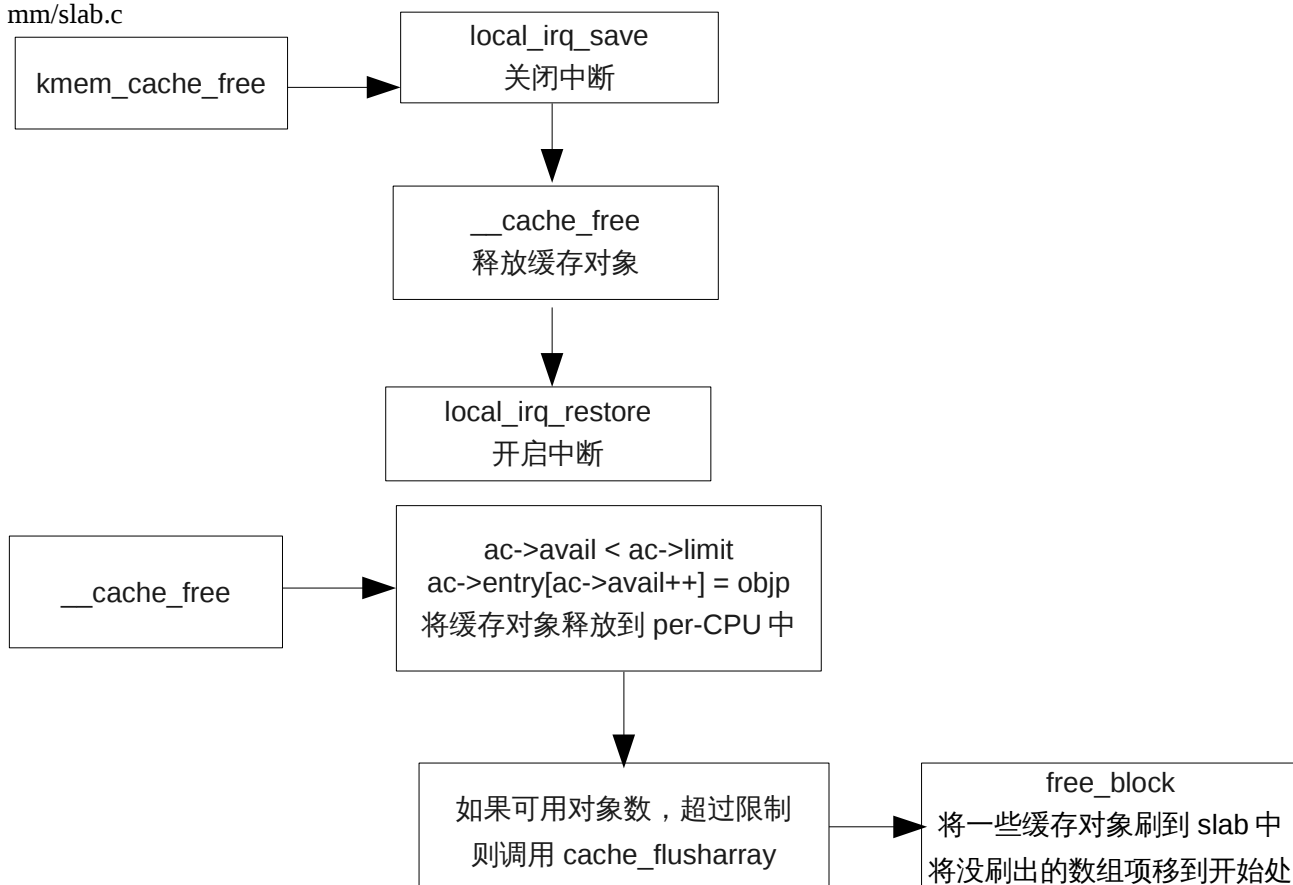 mm/slab.c
kmem_cache_free
local_irq_save
关闭中断
__cache_free
释放缓存对象
local_irq_restore
开启中断
__cache_free
ac->avail < ac->limit
ac->entry[ac->avail++] = objp
将缓存对象释放到 per-CPU 中
如果可用对象数，超过限制
则调用 cache_flusharray
free_block
将一些缓存对象刷到 slab 中
将没刷出的数组项移到开始处